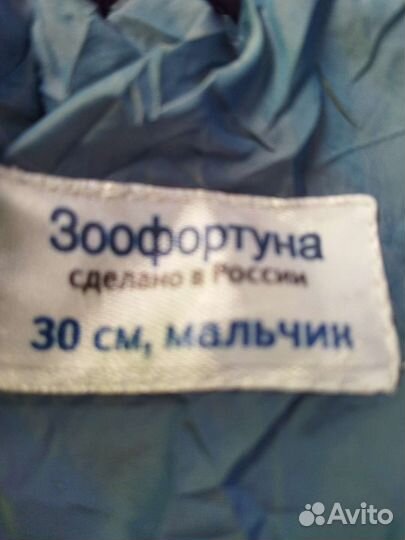 Зоофортуна
сделано в России
30 см, мальчик
Avito